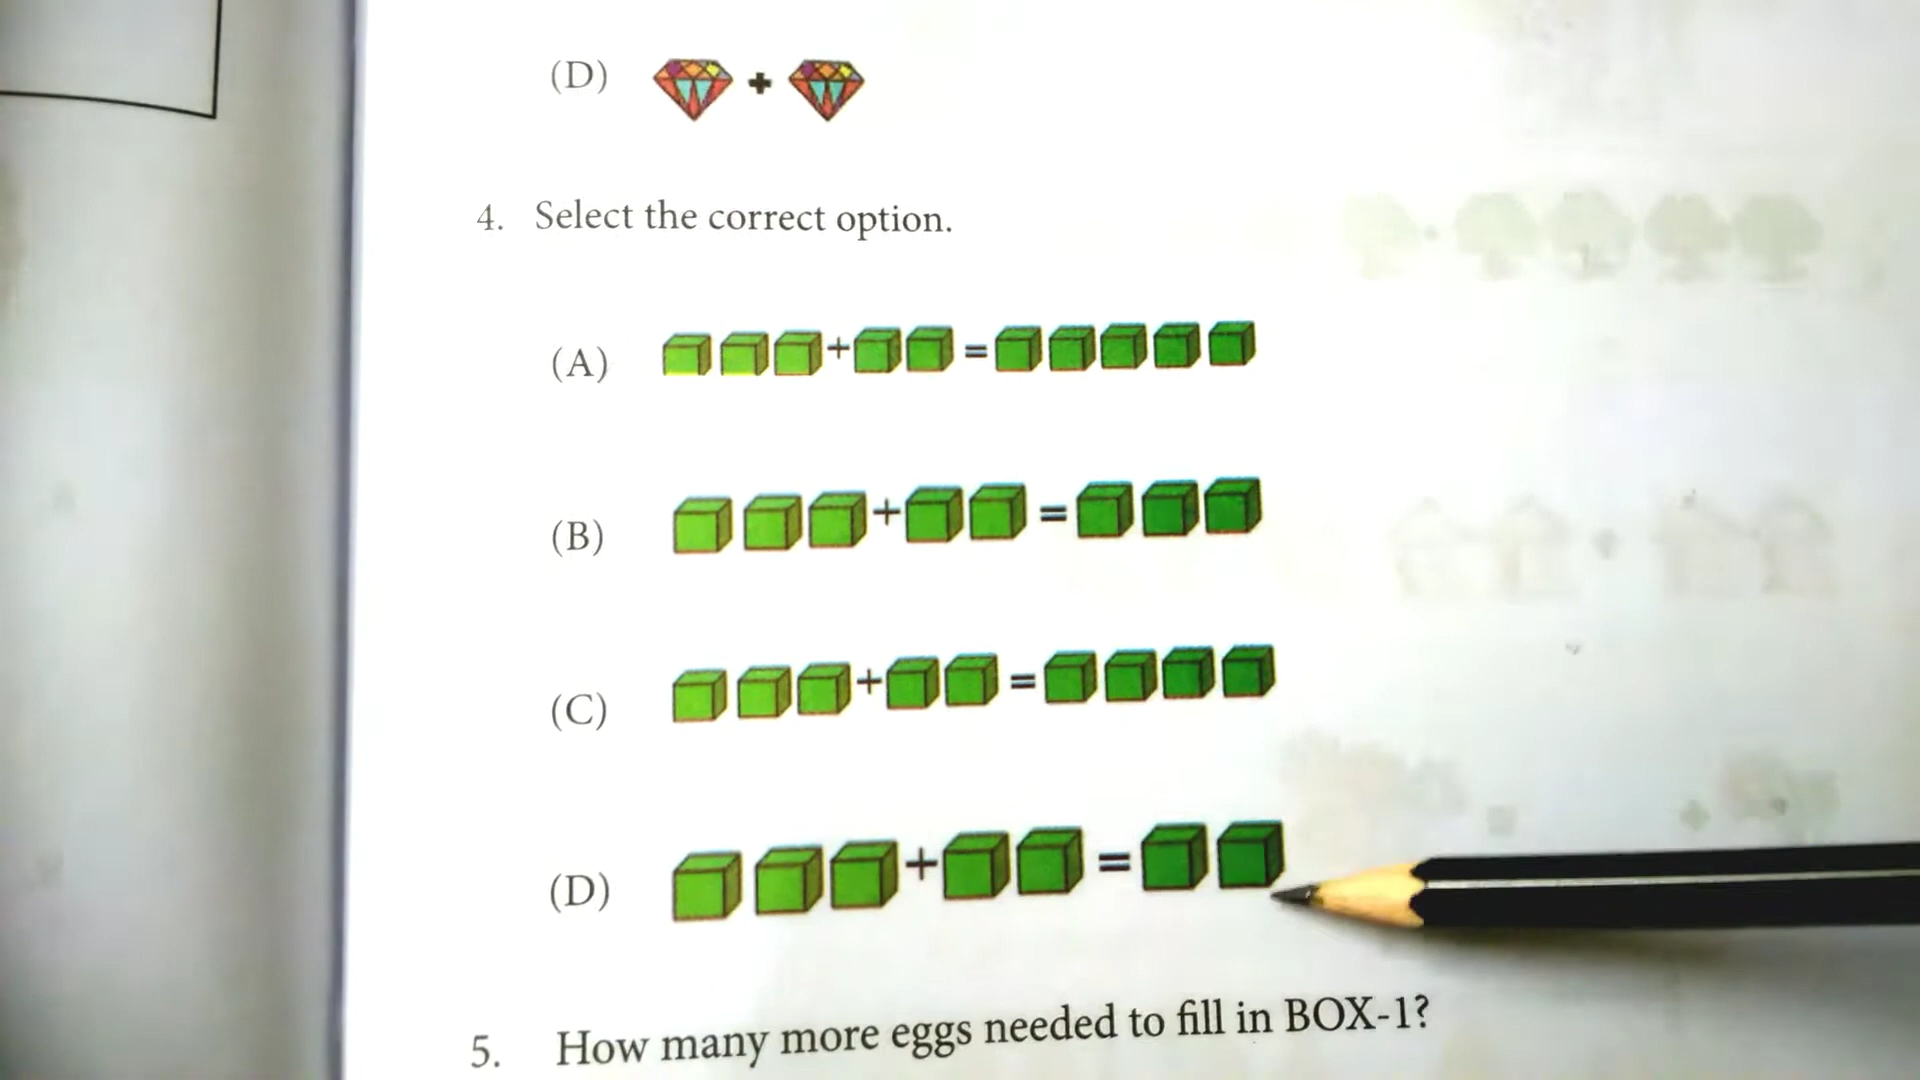 (D) +
4. Select the correct option.
(A) + =
(B) + =
(C) + =
(D) + =
5. How many more eggs needed to fill in BOX-1?